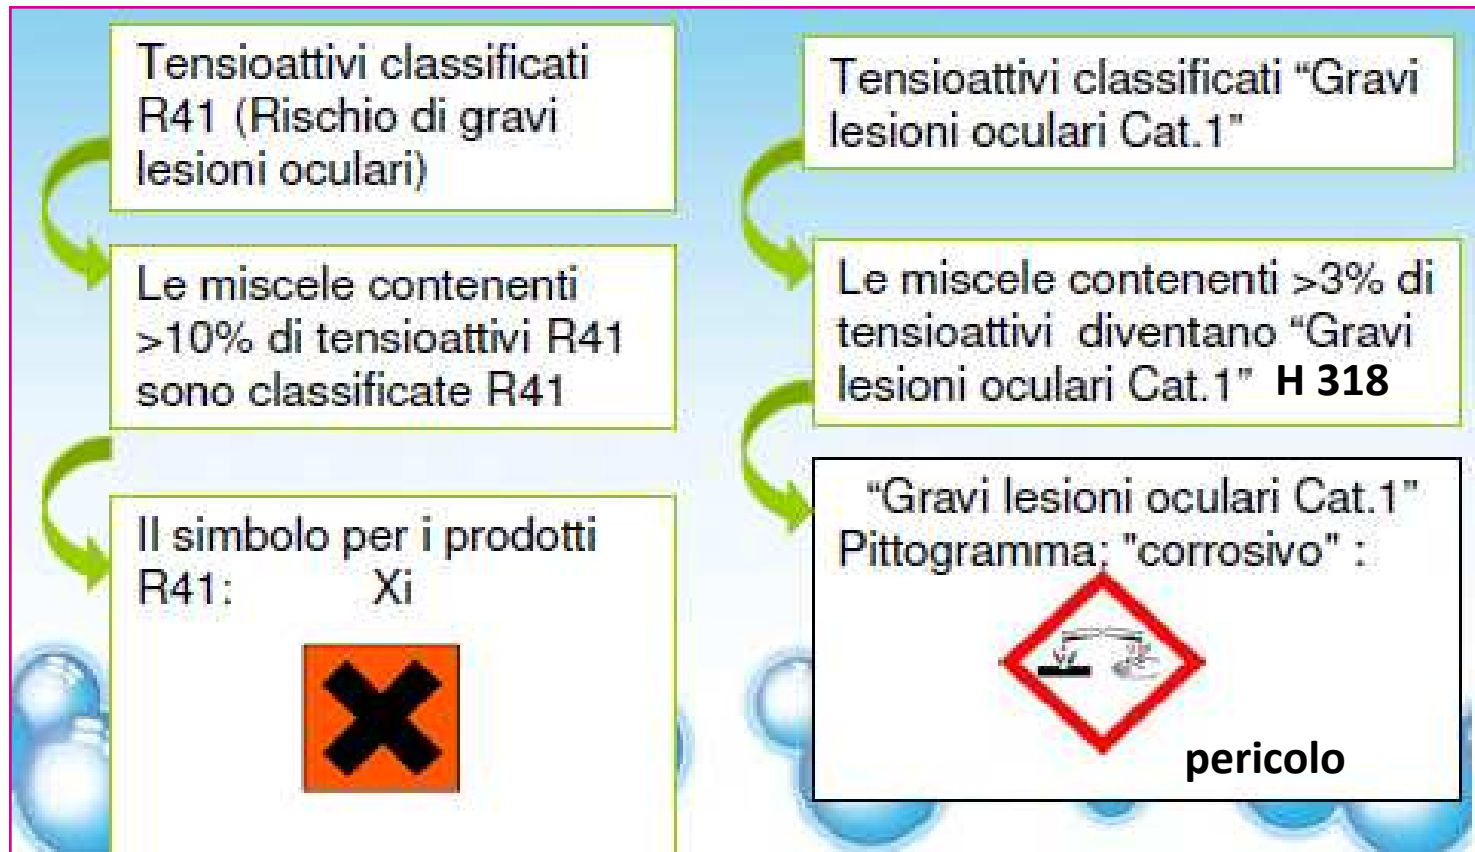 Tensioattivi classificati
R41 (Rischio di gravi
lesioni oculari)
Le miscele contenenti
>10% di tensioattivi R41
sono classificate R41
Il simbolo per i prodotti
R41: Xi
Tensioattivi classificati “Gravi
lesioni oculari Cat.1”
Le miscele contenenti >3% di
tensioattivi diventano “Gravi
lesioni oculari Cat.1” H 318
“Gravi lesioni oculari Cat.1”
Pittogramma: "corrosivo" :
pericolo